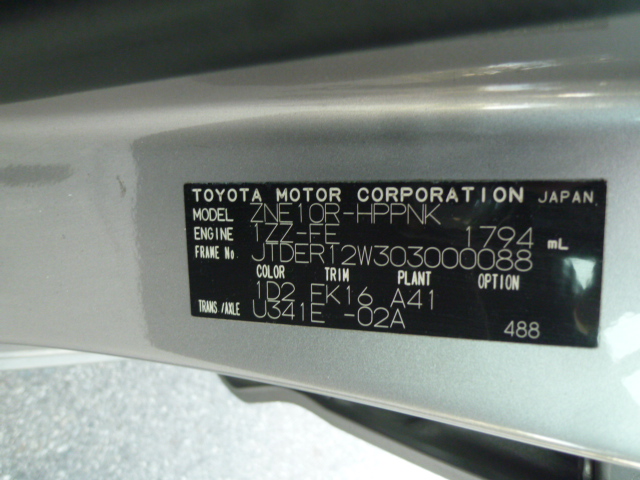 TOYOTA MOTOR CORPORATION JAPAN
MODEL ZNE10R-HPPNK
ENGINE 1ZZ-FE 1794 mL
FRAME No. JTDER12W303000088
COLOR TRIM PLANT OPTION
1D2 FK16 A41
TRANS/AXLE U341E -02A
488